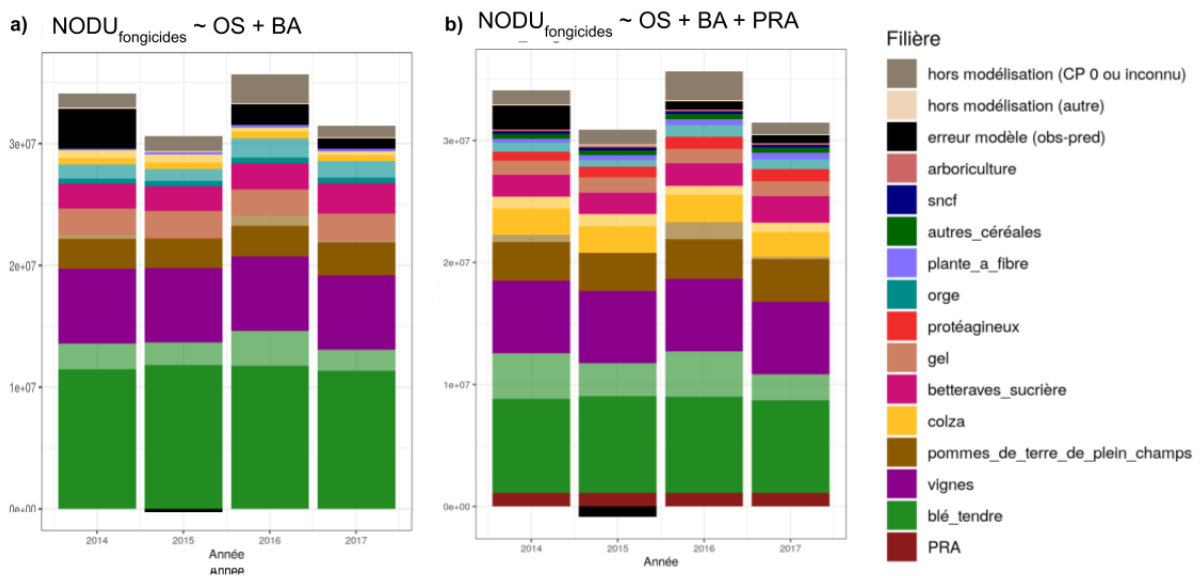 a) NODUfongicides ~ OS + BA
3e+07
2e+07
1e+07
0e+00
2014 2015 2016 2017
Année
Année
b) NODUfongicides ~ OS + BA + PRA
3e+07
2e+07
1e+07
0e+00
2014 2015 2016 2017
Année
Filière
hors modélisation (CP 0 ou inconnu)
hors modélisation (autre)
erreur modèle (obs-pred)
arboriculture
sncf
autres_céréales
plante_a_fibre
orge
protéagineux
gel
betteraves_sucrière
colza
pommes_de_terre_de_plein_champs
vignes
blé_tendre
PRA